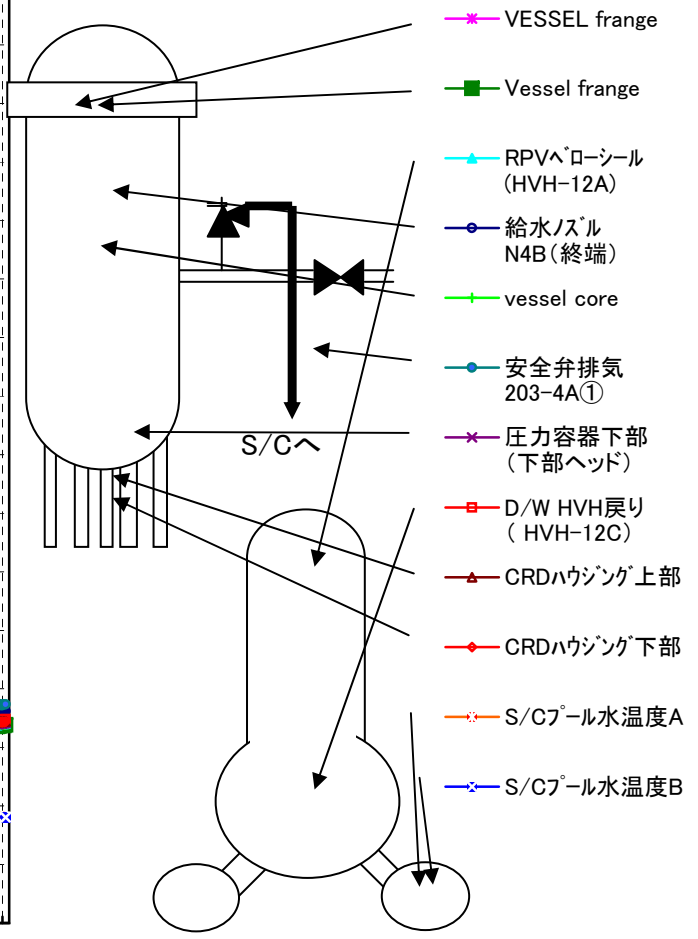 VESSEL frange
Vessel frange
RPVベローシール
(HVH-12A)
給水ノズル
N4B(終端)
vessel core
安全弁排気
203-4A①
圧力容器下部
(下部ヘッド)
D/W HVH戻り
( HVH-12C)
CRDハウジング上部
CRDハウジング下部
S/Cプール水温度A
S/Cプール水温度B
S/Cへ